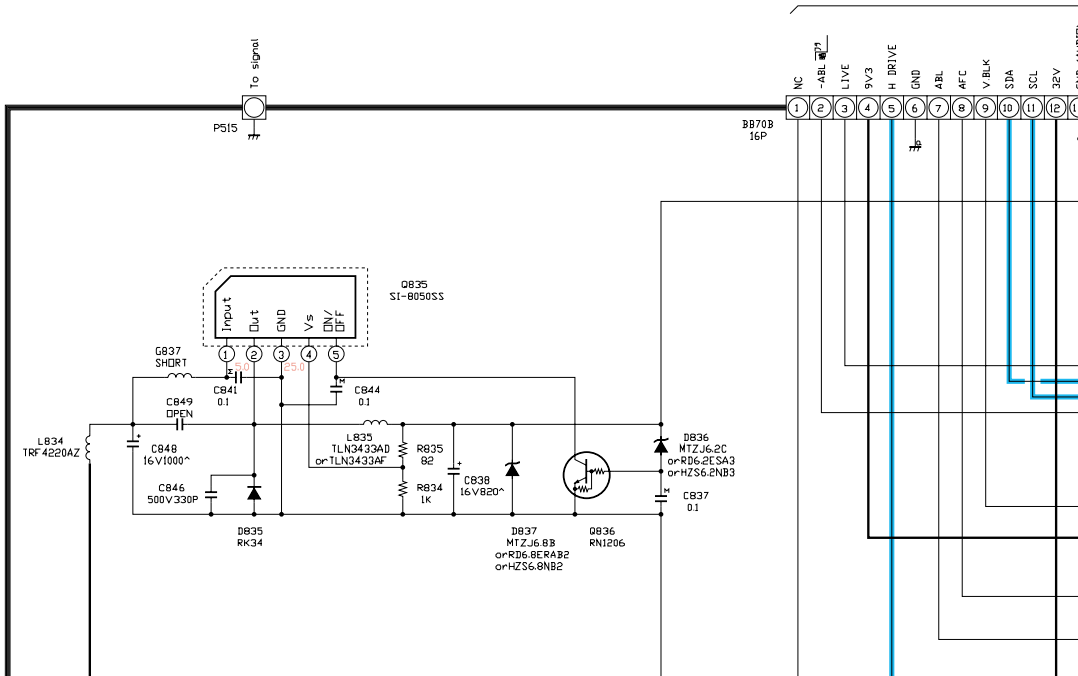 To signal
P515
NC
-ABL
LIVE
9V3
H DRIVE
GND
ABL
AFC
V.BLK
SDA
SCL
32V
1 2 3 4 5 6 7 8 9 10 11 12
BB70B
16P
Q835
SI-8050SS
Input
Out
GND
Vs
ON/
OFF
1 2 3 4 5
5.0
25.0
G837
SHORT
M
C841
0.1
M
C844
0.1
C849
OPEN
L834
TRF4220AZ
+
C848
16V1000^
C846
500V330P
D835
RK34
L835
TLN3433AD
orTLN3433AF
R835
82
R834
1K
+
C838
16V820^
D837
MTZJ6.8B
orRD6.8ERAB2
orHZS6.8NB2
Q836
RN1206
D836
MTZJ6.2C
orRD6.2ESA3
orHZS6.2NB3
M
C837
0.1